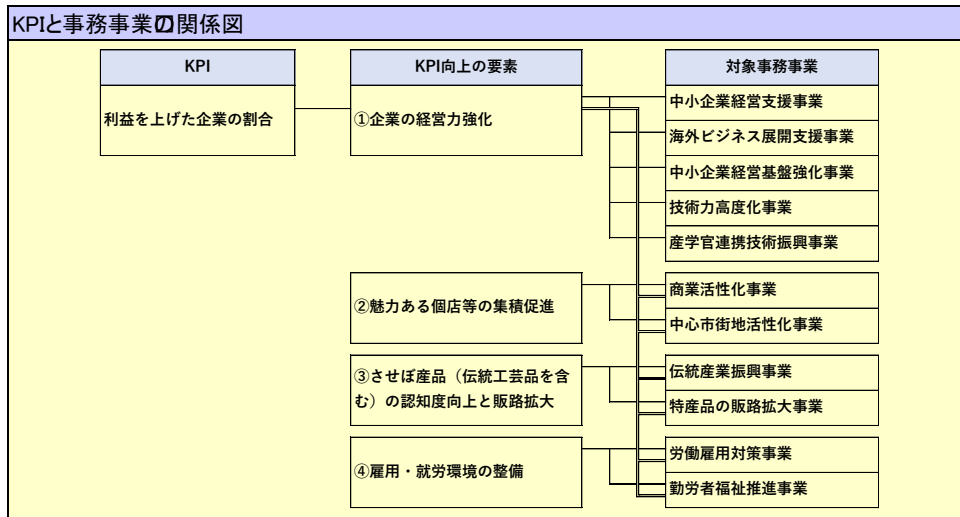 KPIと事務事業の関係図
KPI
KPI向上の要素
対象事務事業
利益を上げた企業の割合
①企業の経営力強化
中小企業経営支援事業
海外ビジネス展開支援事業
中小企業経営基盤強化事業
技術力高度化事業
産学官連携技術振興事業
②魅力ある個店等の集積促進
商業活性化事業
中心市街地活性化事業
③させぼ産品（伝統工芸品を含
む）の認知度向上と販路拡大
伝統産業振興事業
特産品の販路拡大事業
④雇用・就労環境の整備
労働雇用対策事業
勤労者福祉推進事業